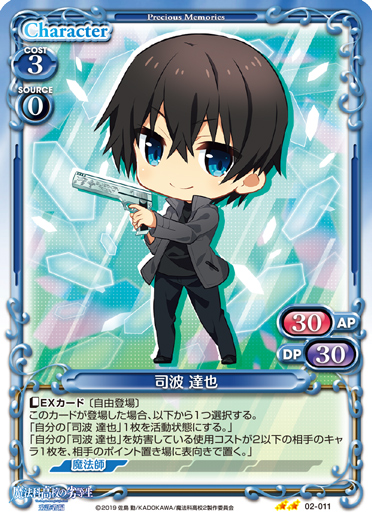 Precious Memories
Character
COST
3
SOURCE
0
30 AP
DP 30
司波 達也
EXカード〔自由登場〕
このカードが登場した場合、以下から1つ選択する。
「自分の「司波 達也」1枚を活動状態にする。」
「自分の「司波 達也」を妨害している使用コストが2以下の相手のキャ
ラ1枚を、相手のポイント置き場に表向きで置く。」
魔法師
魔法科高校の劣等生
©2019 佐島 勤/KADOKAWA/魔法科高校2製作委員会
02-011